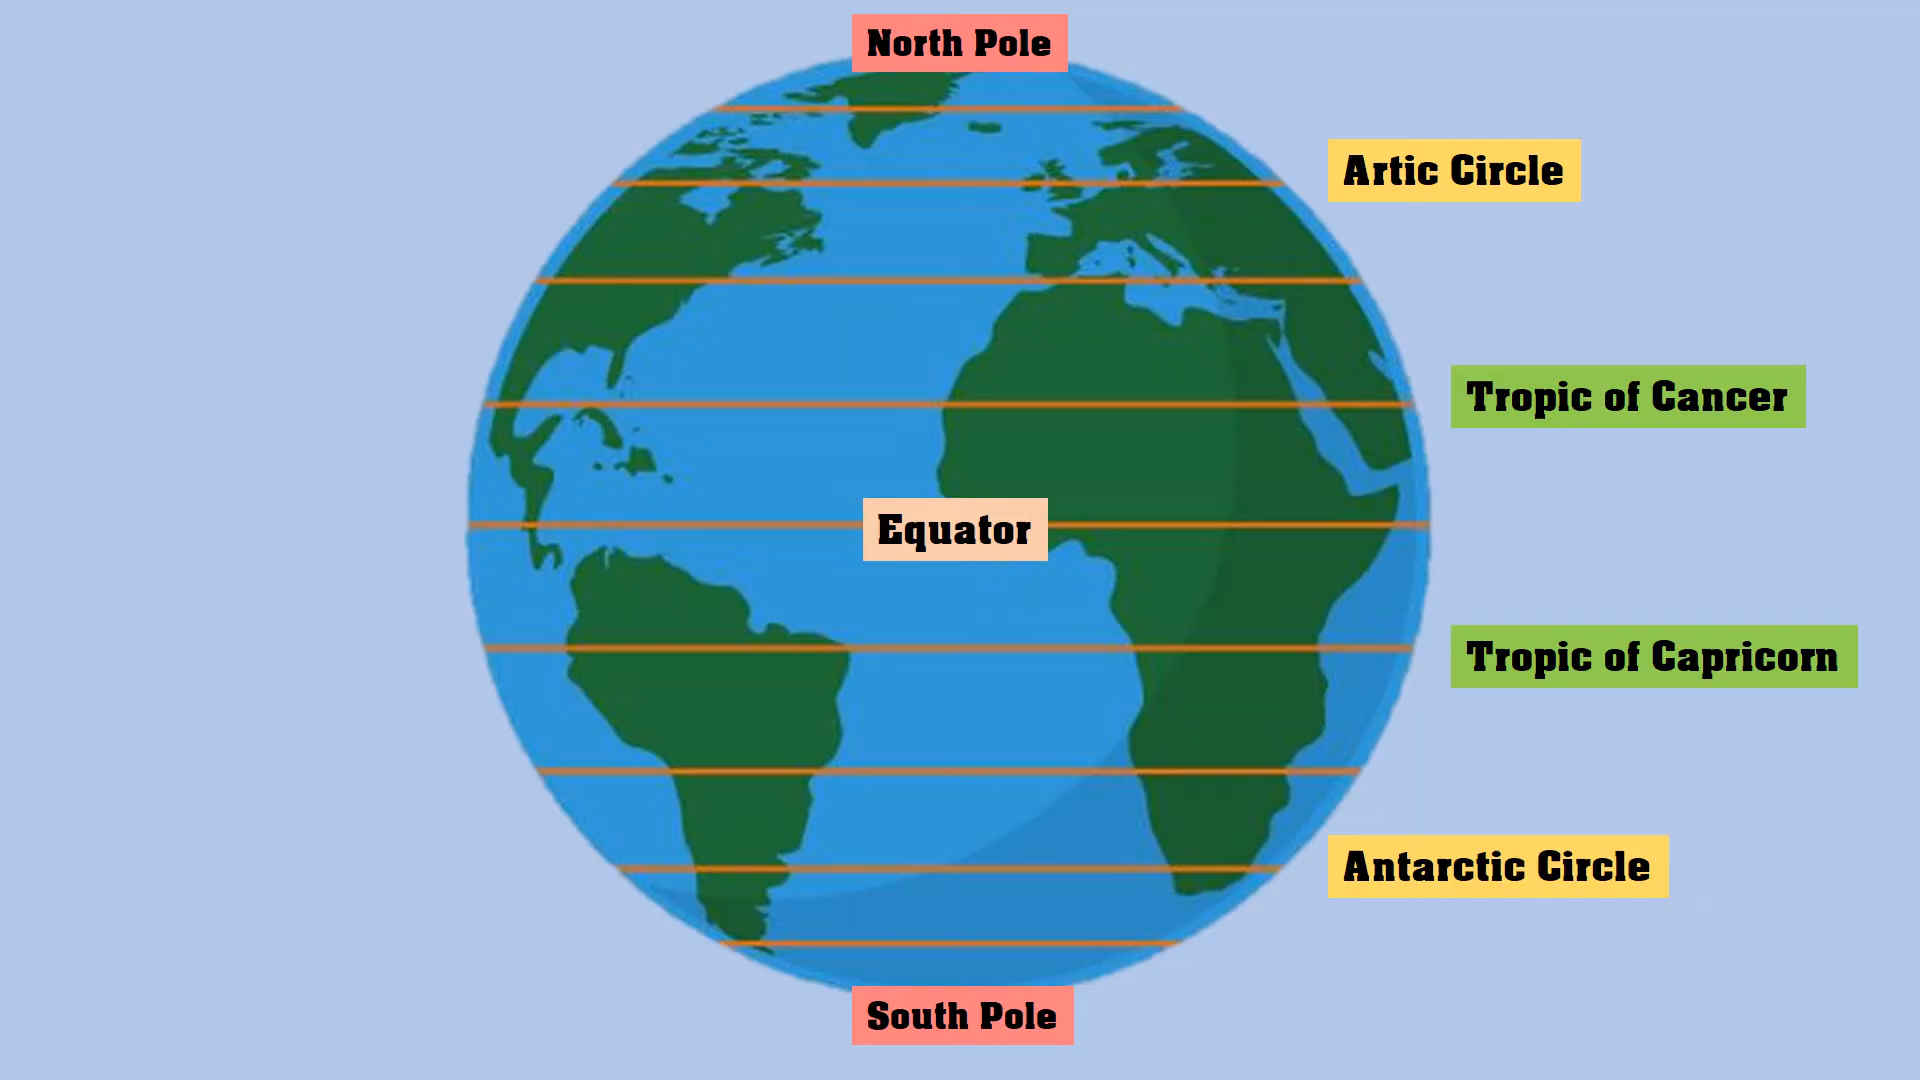 North Pole
Artic Circle
Tropic of Cancer
Equator
Tropic of Capricorn
Antarctic Circle
South Pole